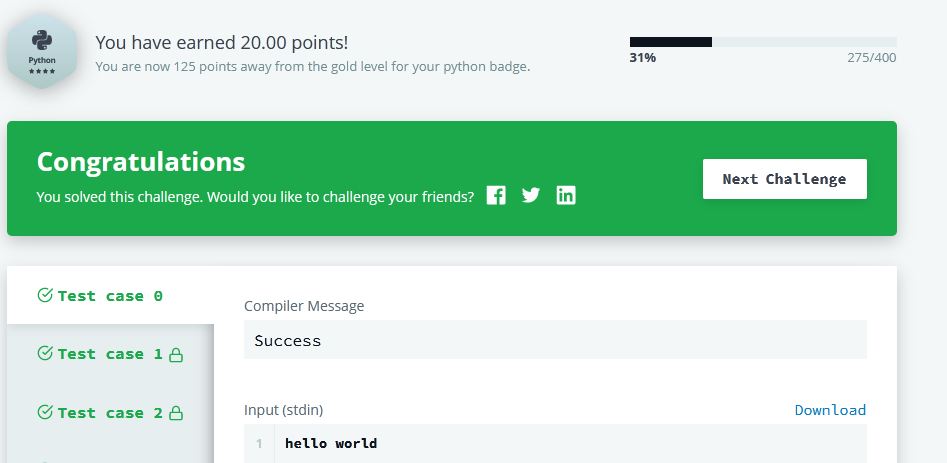 Python
You have earned 20.00 points!
You are now 125 points away from the gold level for your python badge.
31%
275/400
Congratulations
You solved this challenge. Would you like to challenge your friends?
Next Challenge
Test case 0
Test case 1
Test case 2
Compiler Message
Success
Input (stdin)
Download
1
hello world